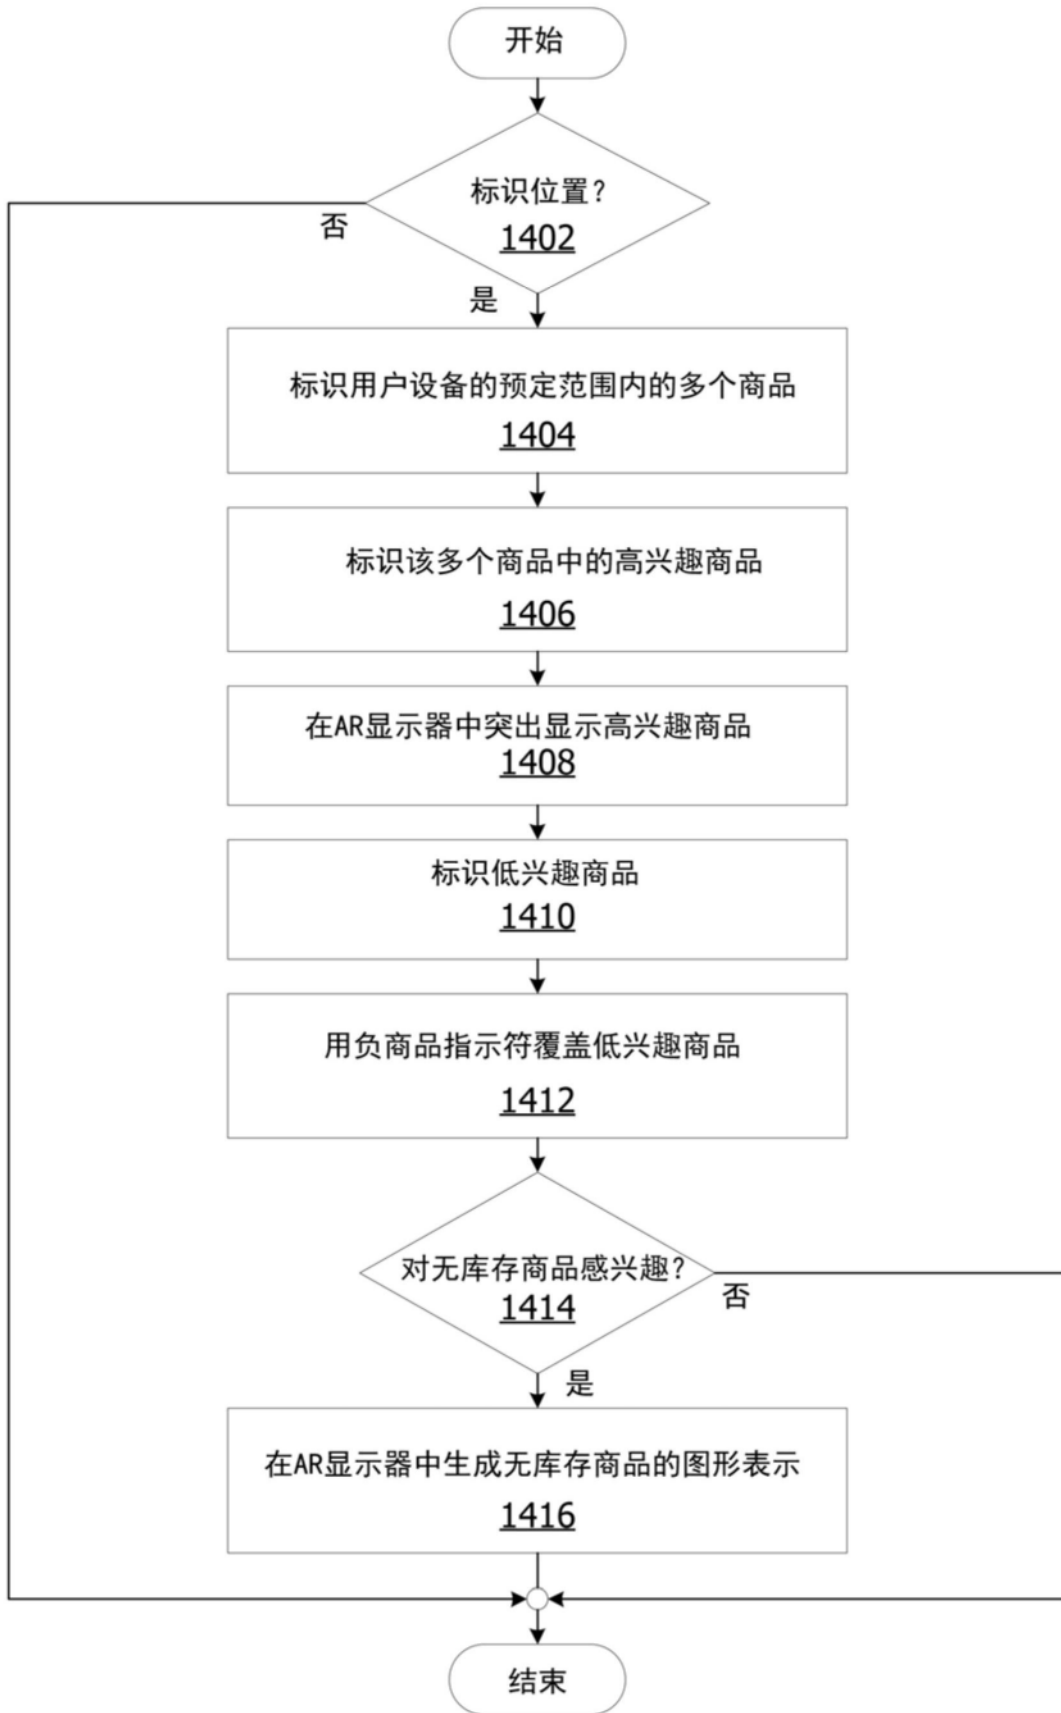 开始
标识位置？
1402
否
是
标识用户设备的预定范围内的多个商品
1404
标识该多个商品中的高兴趣商品
1406
在AR显示器中突出显示高兴趣商品
1408
标识低兴趣商品
1410
用负商品指示符覆盖低兴趣商品
1412
对无库存商品感兴趣？
1414
否
是
在AR显示器中生成无库存商品的图形表示
1416
结束